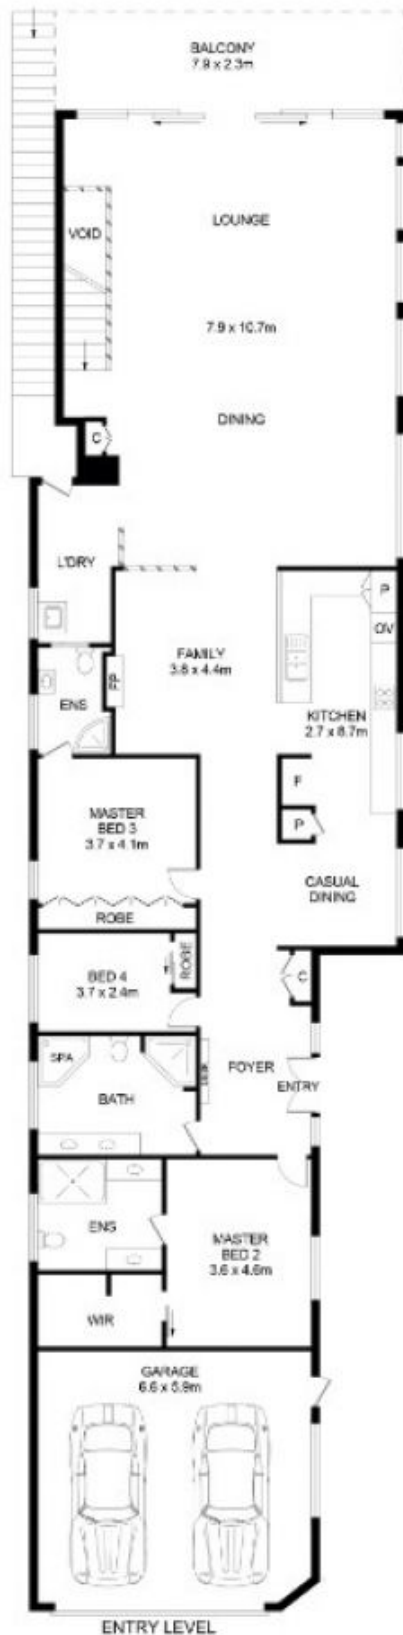 BALCONY
7.9 x 2.3m
LOUNGE
VOID
7.9 x 10.7m
DINING
C
L'DRY
P
OV
FAMILY
3.8 x 4.4m
FP
ENS
KITCHEN
2.7 x 8.7m
F
MASTER
BED 3
3.7 x 4.1m
P
CASUAL
DINING
ROBE
BED 4
3.7 x 2.4m
ROBE
C
SPA
FOYER
ENTRY
BATH
ENS
MASTER
BED 2
3.6 x 4.6m
WIR
GARAGE
6.6 x 5.9m
ENTRY LEVEL